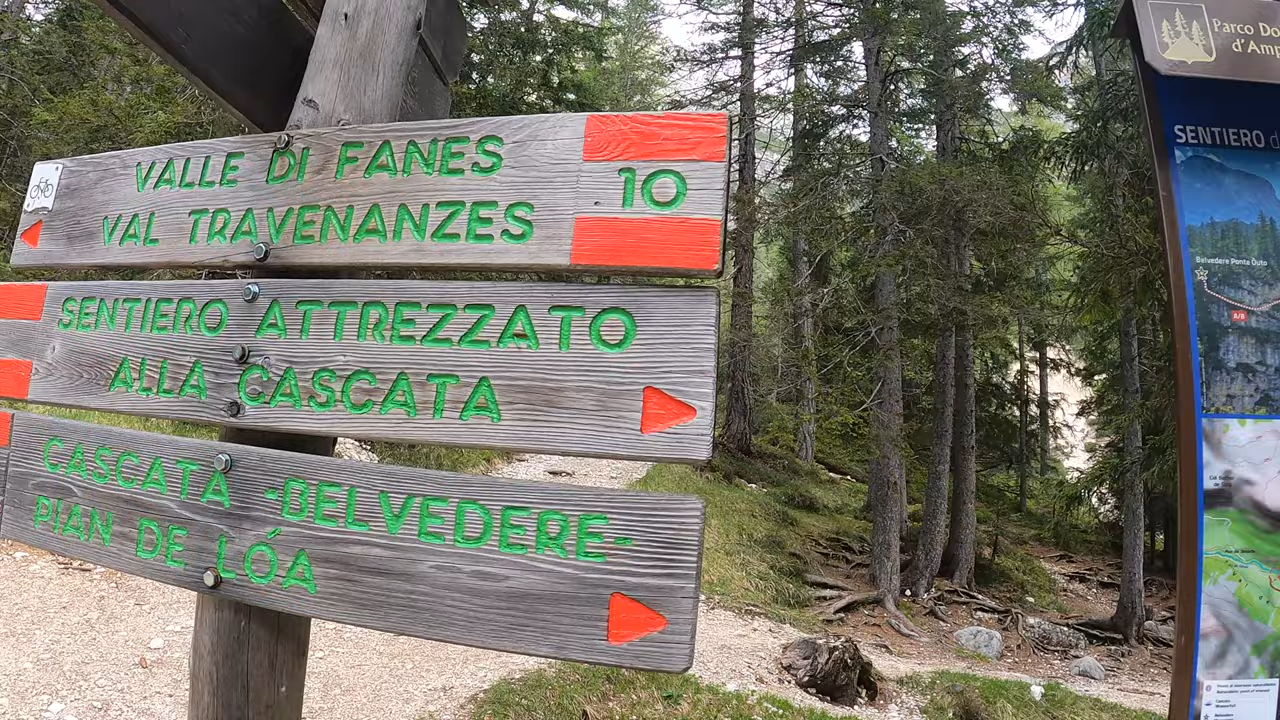 VALLE DI FANES
VAL TRAVENANZES
10
SENTIERO ATTREZZATO
ALLA CASCATA
CASCATA -BELVEDERE-
PIAN DE LÓA
Parco Do
d'Amp
SENTIERO d
Belvedere Ponte Outo
A/B